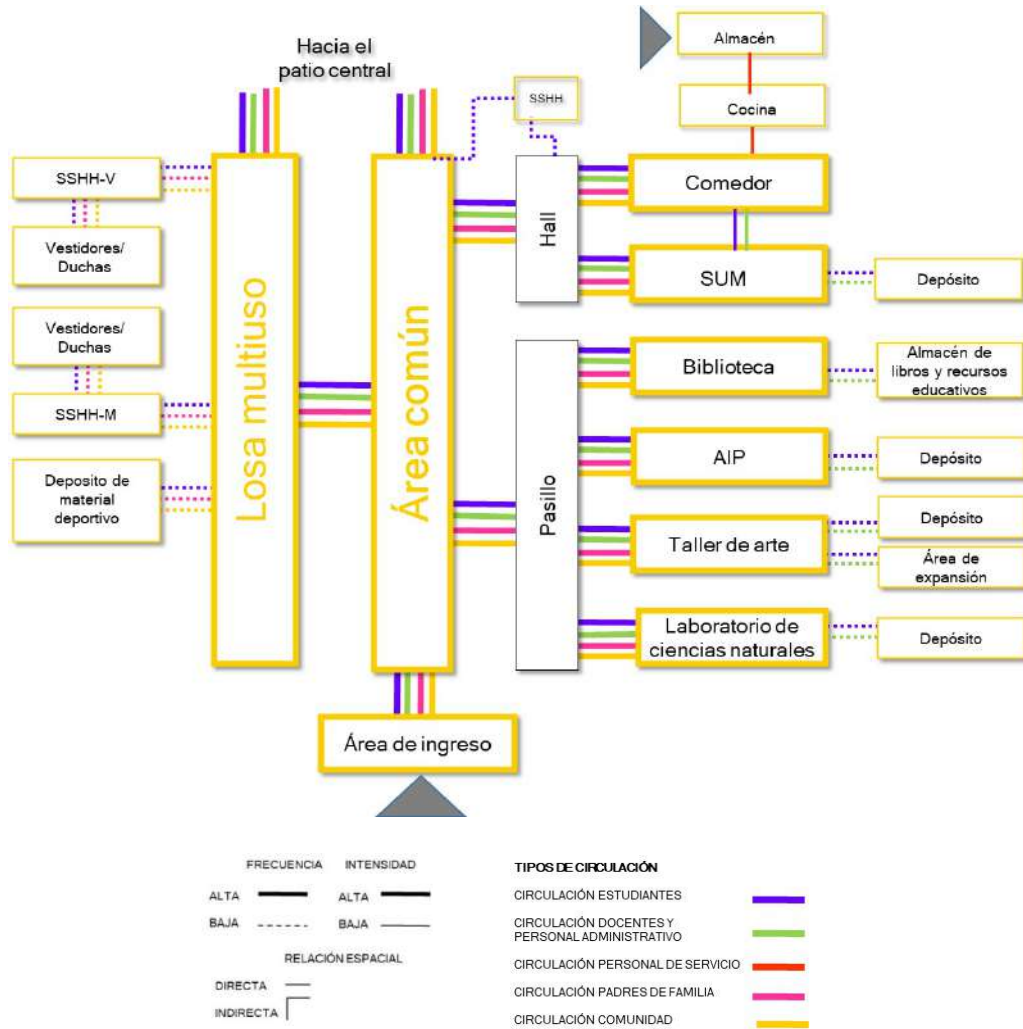 Hacia el
patio central
Almacén
SSHH
Cocina
SSHH-V
Comedor
Vestidores/
Duchas
Hall
SUM
Depósito
Vestidores/
Duchas
Losa multiuso
Área común
Biblioteca
Almacén de
libros y recursos
educativos
SSHH-M
AIP
Depósito
Deposito de
material
deportivo
Pasillo
Taller de arte
Depósito
Área de
expansión
Laboratorio de
ciencias naturales
Depósito
Área de ingreso
FRECUENCIA INTENSIDAD
ALTA ALTA
BAJA BAJA
RELACIÓN ESPACIAL
DIRECTA
INDIRECTA
TIPOS DE CIRCULACIÓN
CIRCULACIÓN ESTUDIANTES
CIRCULACIÓN DOCENTES Y
PERSONAL ADMINISTRATIVO
CIRCULACIÓN PERSONAL DE SERVICIO
CIRCULACIÓN PADRES DE FAMILIA
CIRCULACIÓN COMUNIDAD